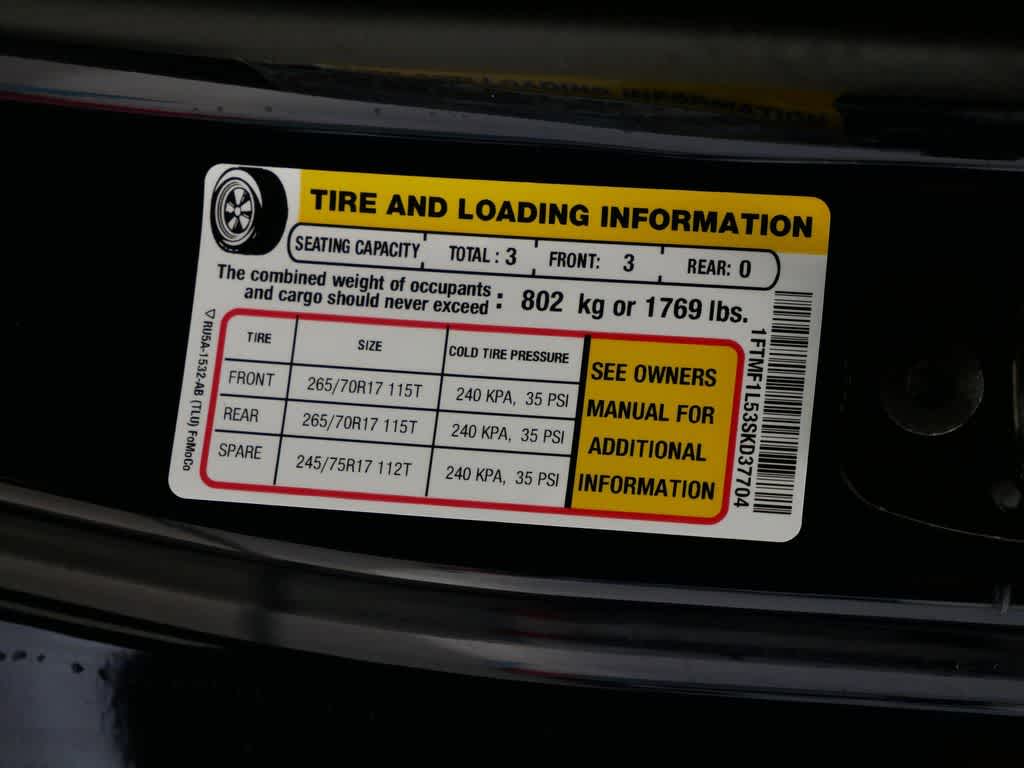 TIRE AND LOADING INFORMATION
SEATING CAPACITY TOTAL : 3 FRONT: 3 REAR: 0
The combined weight of occupants
and cargo should never exceed : 802 kg or 1769 lbs.
TIRE SIZE COLD TIRE PRESSURE
FRONT 265/70R17 115T 240 KPA, 35 PSI
REAR 265/70R17 115T 240 KPA, 35 PSI
SPARE 245/75R17 112T 240 KPA, 35 PSI
SEE OWNERS
MANUAL FOR
ADDITIONAL
INFORMATION
RU5A-1532-AB (TLU) FoMoCo
1FTMF1L53SKD37704
LOADING INFORMATION